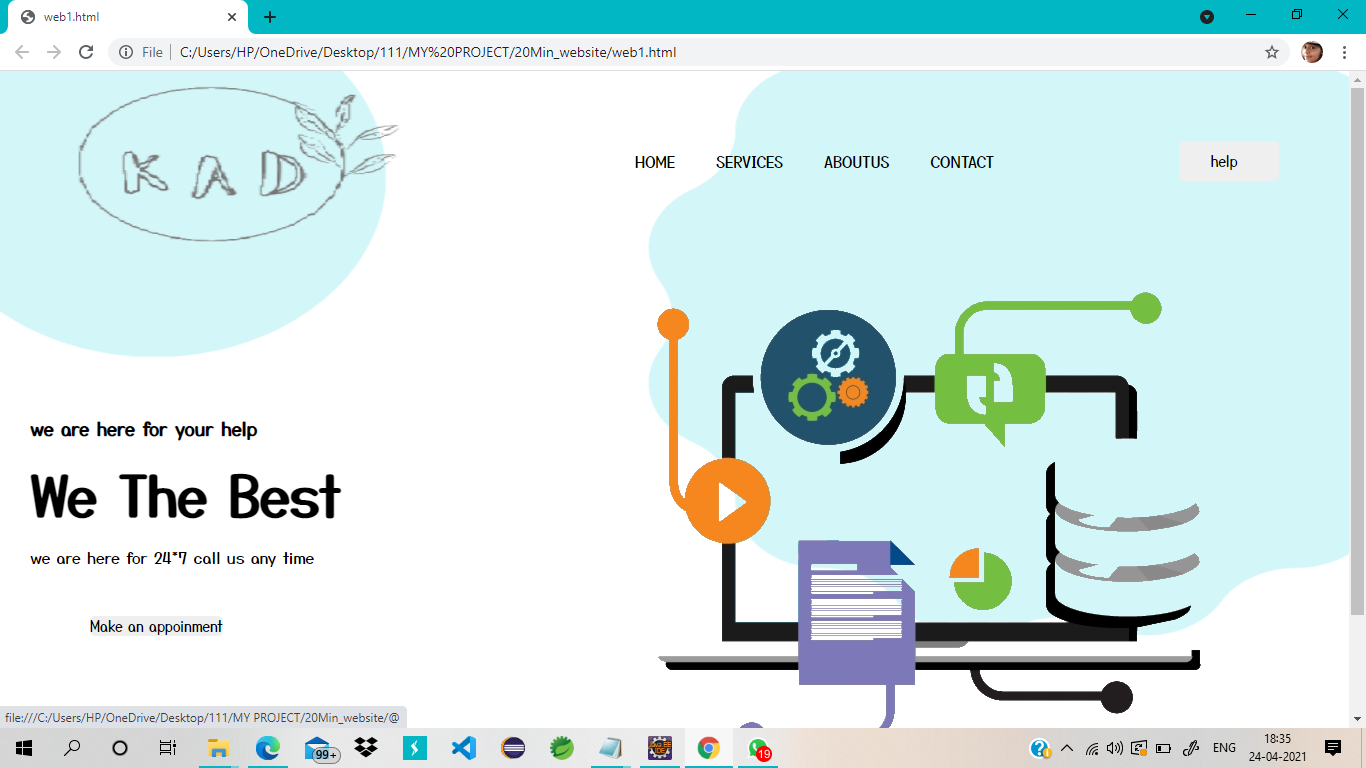 web1.html
File
C:/Users/HP/OneDrive/Desktop/111/MY%20PROJECT/20Min_website/web1.html
KAD
HOME SERVICES ABOUTUS CONTACT help
we are here for your help
We The Best
we are here for 24*7 call us any time
Make an appoinment
file:///C:/Users/HP/OneDrive/Desktop/111/MY PROJECT/20Min_website/@
99+
19
ENG
18:35
24-04-2021